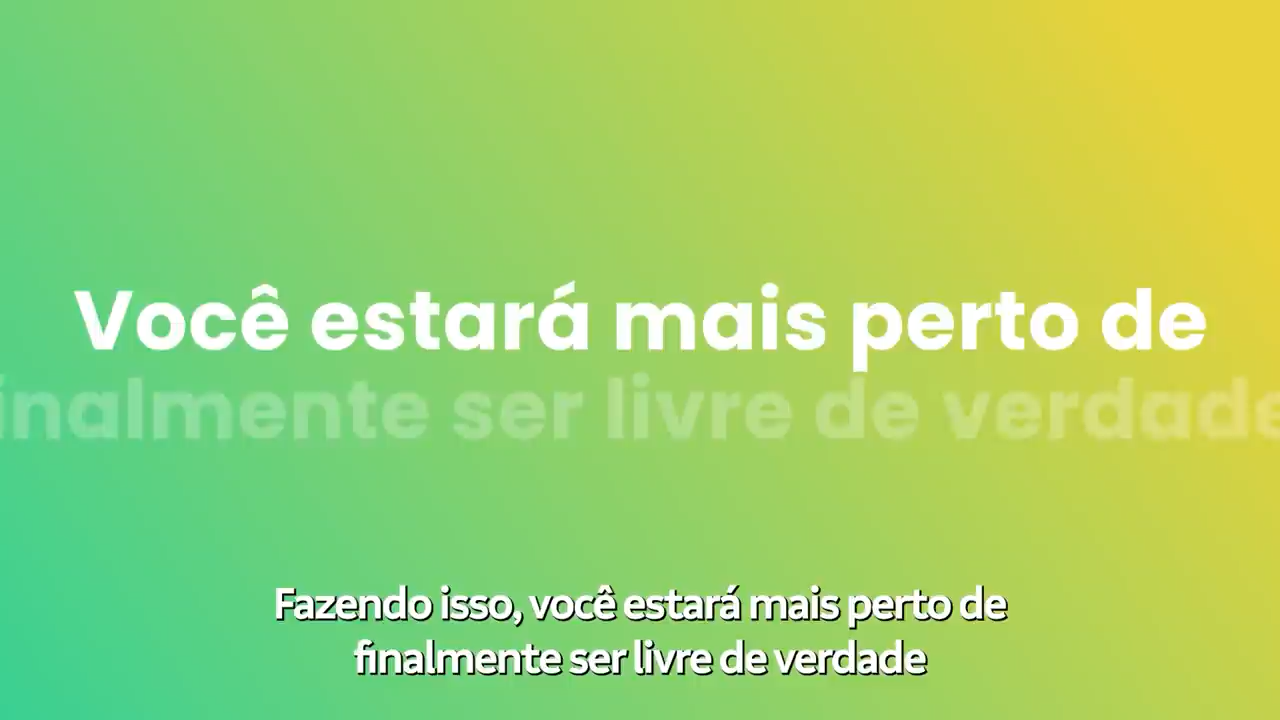 Você estará mais perto de
finalmente ser livre de verdade
Fazendo isso, você estará mais perto de
finalmente ser livre de verdade